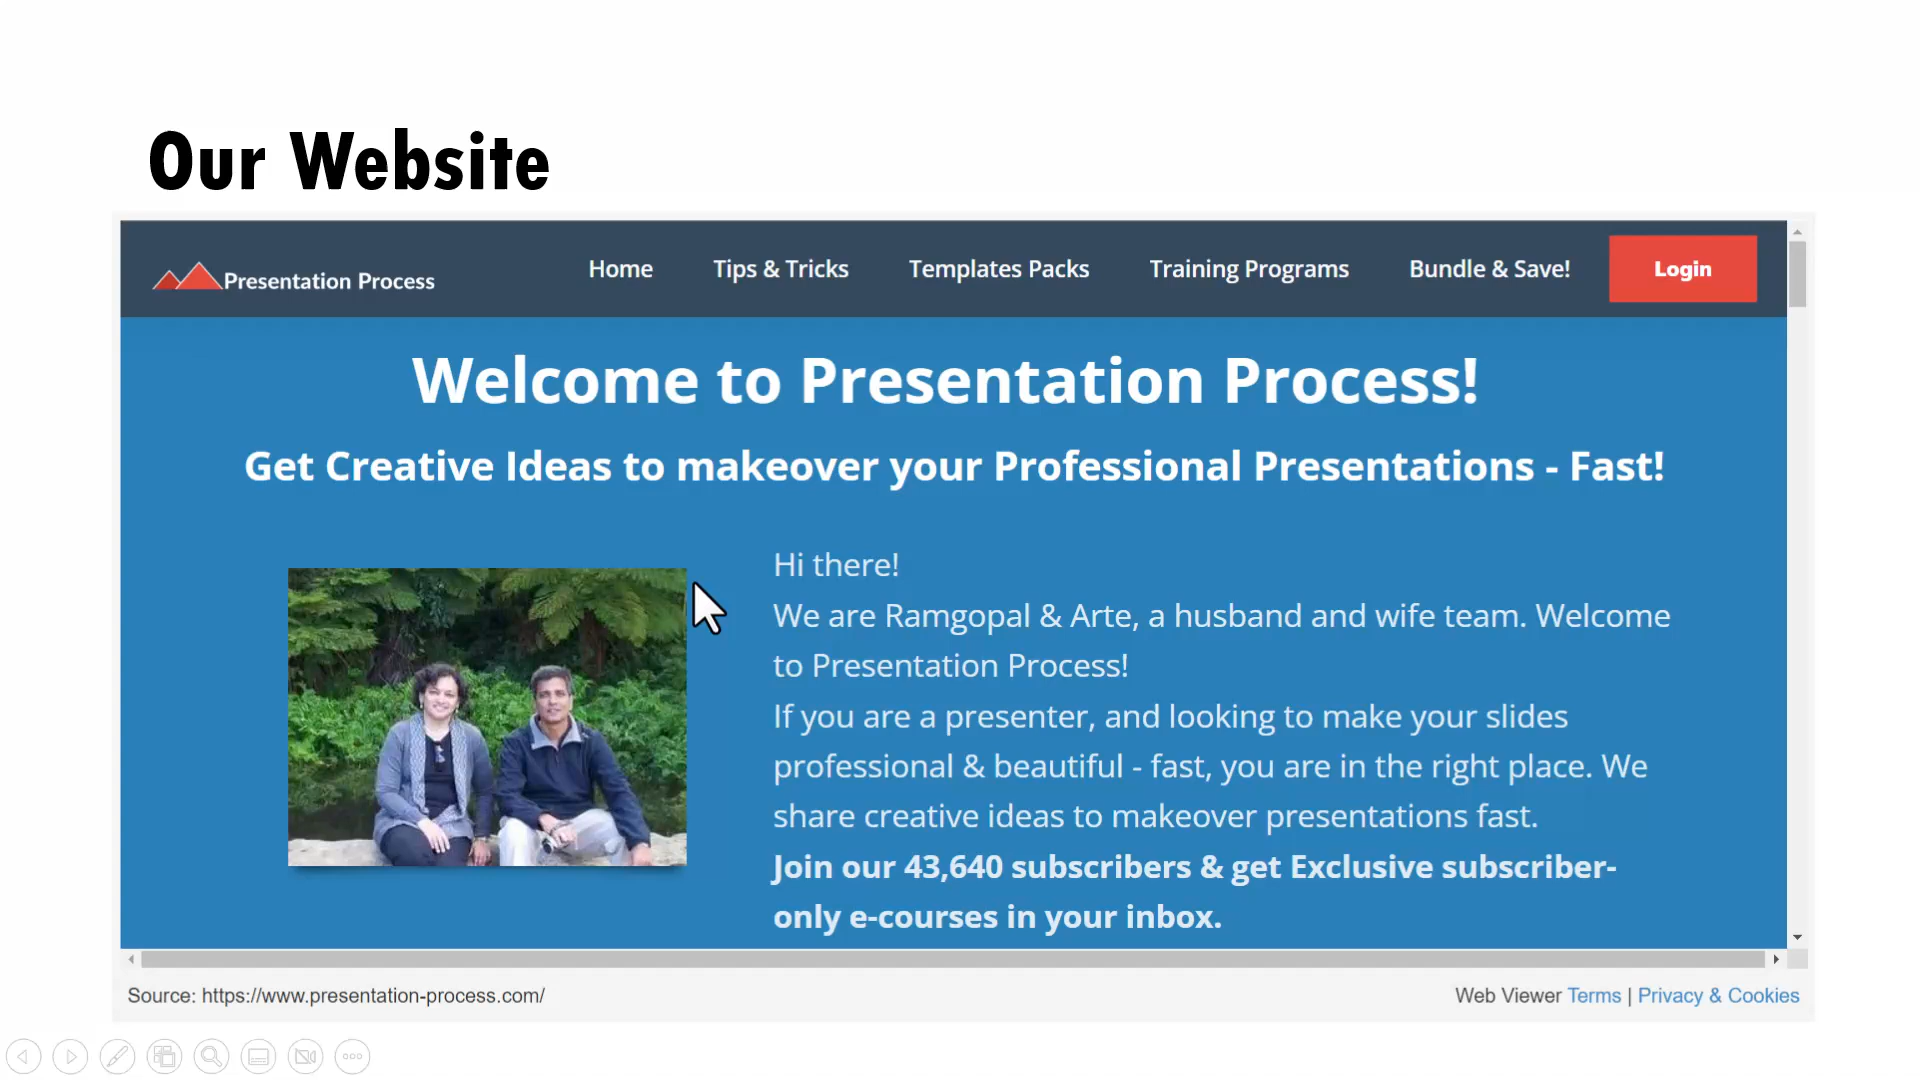 Our Website
Presentation Process
Home
Tips & Tricks
Templates Packs
Training Programs
Bundle & Save!
Login
Welcome to Presentation Process!
Get Creative Ideas to makeover your Professional Presentations - Fast!
Hi there!
We are Ramgopal & Arte, a husband and wife team. Welcome
to Presentation Process!
If you are a presenter, and looking to make your slides
professional & beautiful - fast, you are in the right place. We
share creative ideas to makeover presentations fast.
Join our 43,640 subscribers & get Exclusive subscriber-
only e-courses in your inbox.
Source: https://www.presentation-process.com/
Web Viewer Terms | Privacy & Cookies